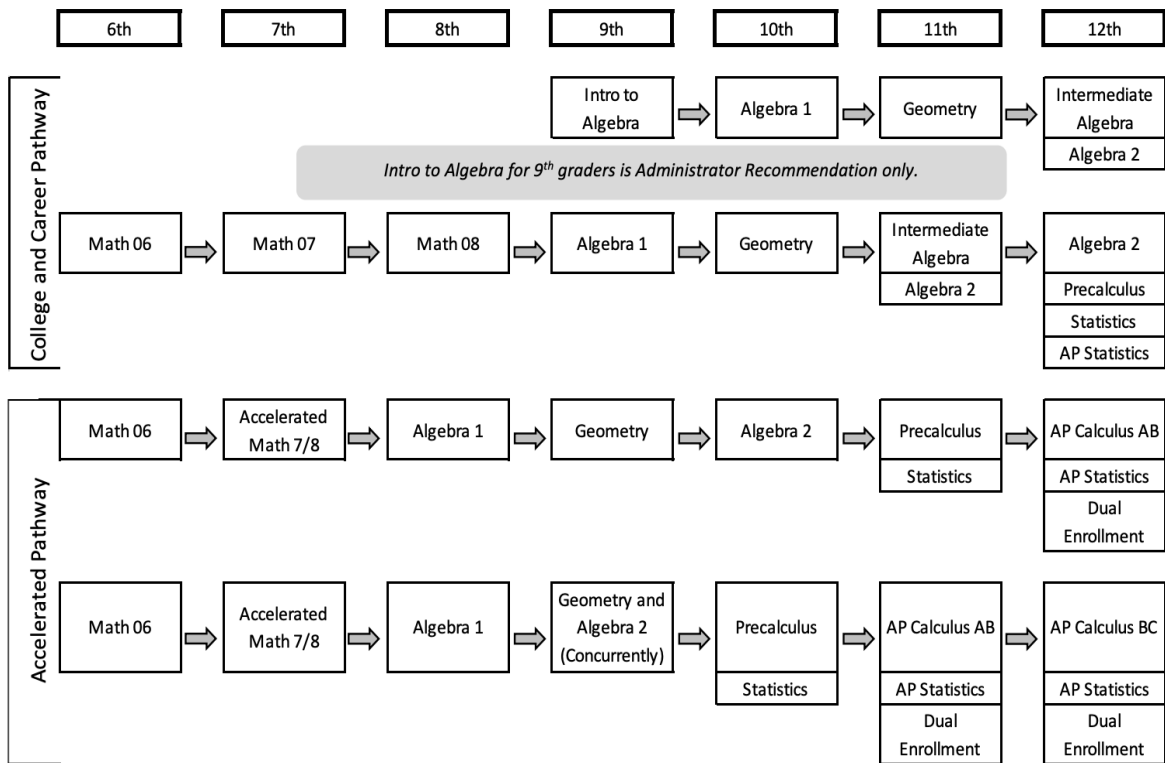 6th 7th 8th 9th 10th 11th 12th
College and Career Pathway
Intro to
Algebra
Algebra 1
Geometry
Intermediate
Algebra
Algebra 2
Intro to Algebra for 9th graders is Administrator Recommendation only.
Math 06
Math 07
Math 08
Algebra 1
Geometry
Intermediate
Algebra
Algebra 2
Algebra 2
Precalculus
Statistics
AP Statistics
Accelerated Pathway
Math 06
Accelerated
Math 7/8
Algebra 1
Geometry
Algebra 2
Precalculus
Statistics
AP Calculus AB
AP Statistics
Dual
Enrollment
Math 06
Accelerated
Math 7/8
Algebra 1
Geometry and
Algebra 2
(Concurrently)
Precalculus
Statistics
AP Calculus AB
AP Statistics
Dual
Enrollment
AP Calculus BC
AP Statistics
Dual
Enrollment